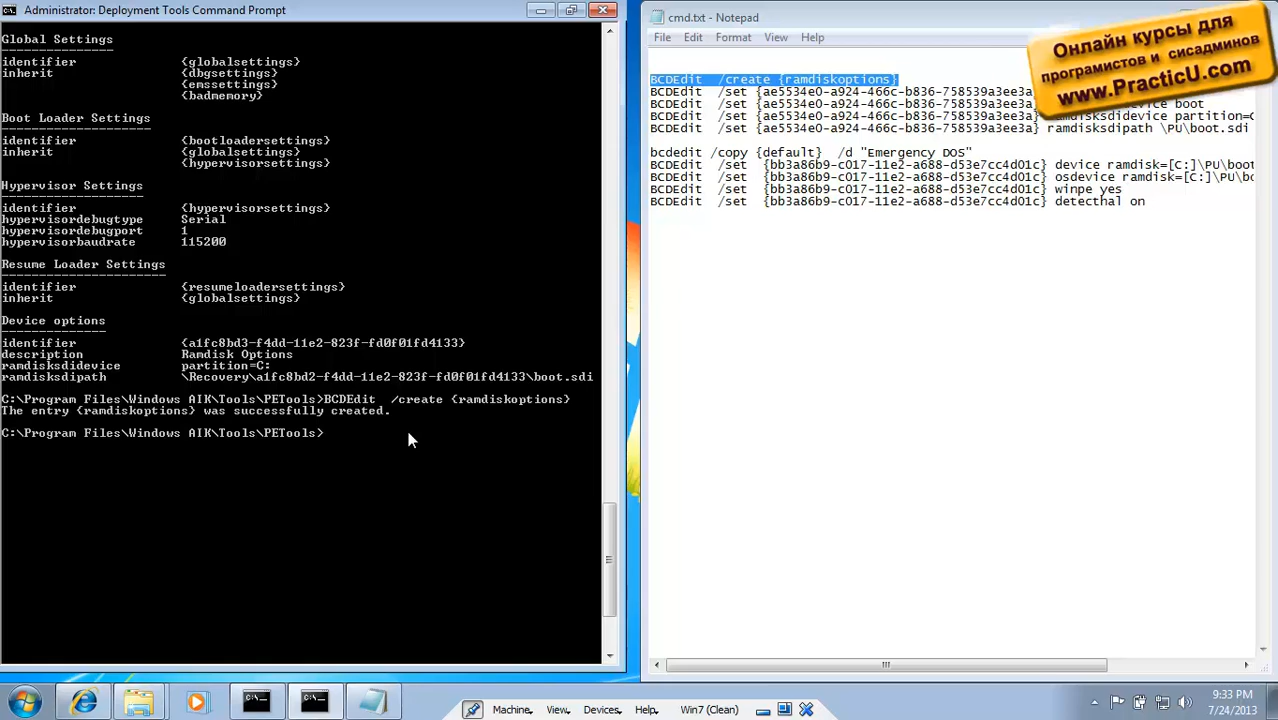 Administrator: Deployment Tools Command Prompt
Global Settings
---------------
identifier {globalsettings}
inherit {dbgsettings}
{emssettings}
{badmemory}
Boot Loader Settings
--------------------
identifier {bootloadersettings}
inherit {globalsettings}
{hypervisorsettings}
Hypervisor Settings
-------------------
identifier {hypervisorsettings}
hypervisordebugtype Serial
hypervisordebugport 1
hypervisorbaudrate 115200
Resume Loader Settings
----------------------
identifier {resumeloadersettings}
inherit {globalsettings}
Device options
--------------
identifier {a1fc8bd3-f4dd-11e2-823f-fd0f01fd4133}
description Ramdisk Options
ramdisksdidevice partition=C:
ramdisksdipath \Recovery\a1fc8bd2-f4dd-11e2-823f-fd0f01fd4133\boot.sdi
C:\Program Files\Windows AIK\Tools\PETools>BCDEdit /create {ramdiskoptions}
The entry {ramdiskoptions} was successfully created.
C:\Program Files\Windows AIK\Tools\PETools>
cmd.txt - Notepad
File Edit Format View Help
BCDEdit /create {ramdiskoptions}
BCDEdit /set {ae5534e0-a924-466c-b836-758539a3ee3a}
BCDEdit /set {ae5534e0-a924-466c-b836-758539a3ee3a} ramdisksdidevice boot
BCDEdit /set {ae5534e0-a924-466c-b836-758539a3ee3a} ramdisksdidevice partition=C
BCDEdit /set {ae5534e0-a924-466c-b836-758539a3ee3a} ramdisksdipath \PU\boot.sdi
bcdedit /copy {default} /d "Emergency DOS"
BCDEdit /set {bb3a86b9-c017-11e2-a688-d53e7cc4d01c} device ramdisk=[C:]\PU\boot
BCDEdit /set {bb3a86b9-c017-11e2-a688-d53e7cc4d01c} osdevice ramdisk=[C:]\PU\bo
BCDEdit /set {bb3a86b9-c017-11e2-a688-d53e7cc4d01c} winpe yes
BCDEdit /set {bb3a86b9-c017-11e2-a688-d53e7cc4d01c} detecthal on
Онлайн курсы для
програмистов и сисадминов
www.PracticU.com
Machine View Devices Help Win7 (Clean)
9:33 PM
7/24/2013